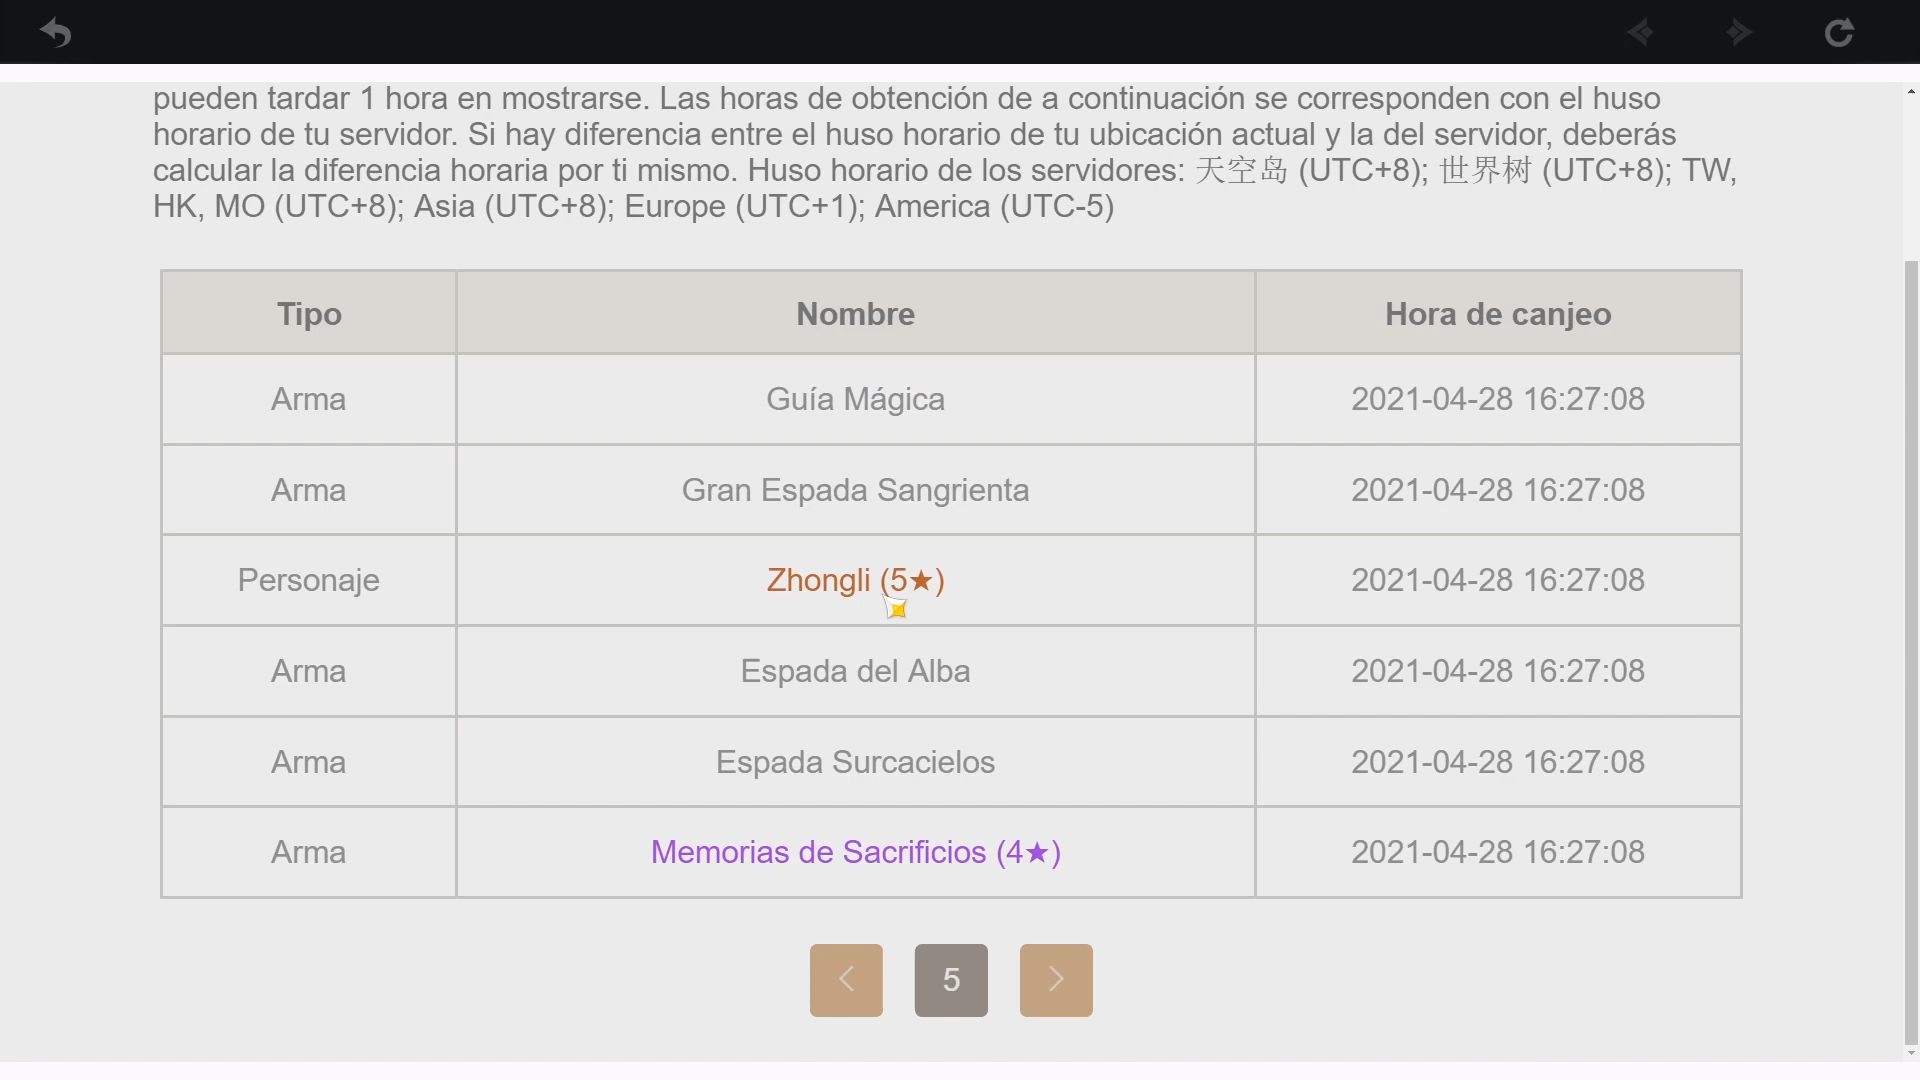 pueden tardar 1 hora en mostrarse. Las horas de obtención de a continuación se corresponden con el huso
horario de tu servidor. Si hay diferencia entre el huso horario de tu ubicación actual y la del servidor, deberás
calcular la diferencia horaria por ti mismo. Huso horario de los servidores: 天空岛 (UTC+8); 世界树 (UTC+8); TW,
HK, MO (UTC+8); Asia (UTC+8); Europe (UTC+1); America (UTC-5)
Tipo Nombre Hora de canjeo
Arma Guía Mágica 2021-04-28 16:27:08
Arma Gran Espada Sangrienta 2021-04-28 16:27:08
Personaje Zhongli (5★) 2021-04-28 16:27:08
Arma Espada del Alba 2021-04-28 16:27:08
Arma Espada Surcacielos 2021-04-28 16:27:08
Arma Memorias de Sacrificios (4★) 2021-04-28 16:27:08
5